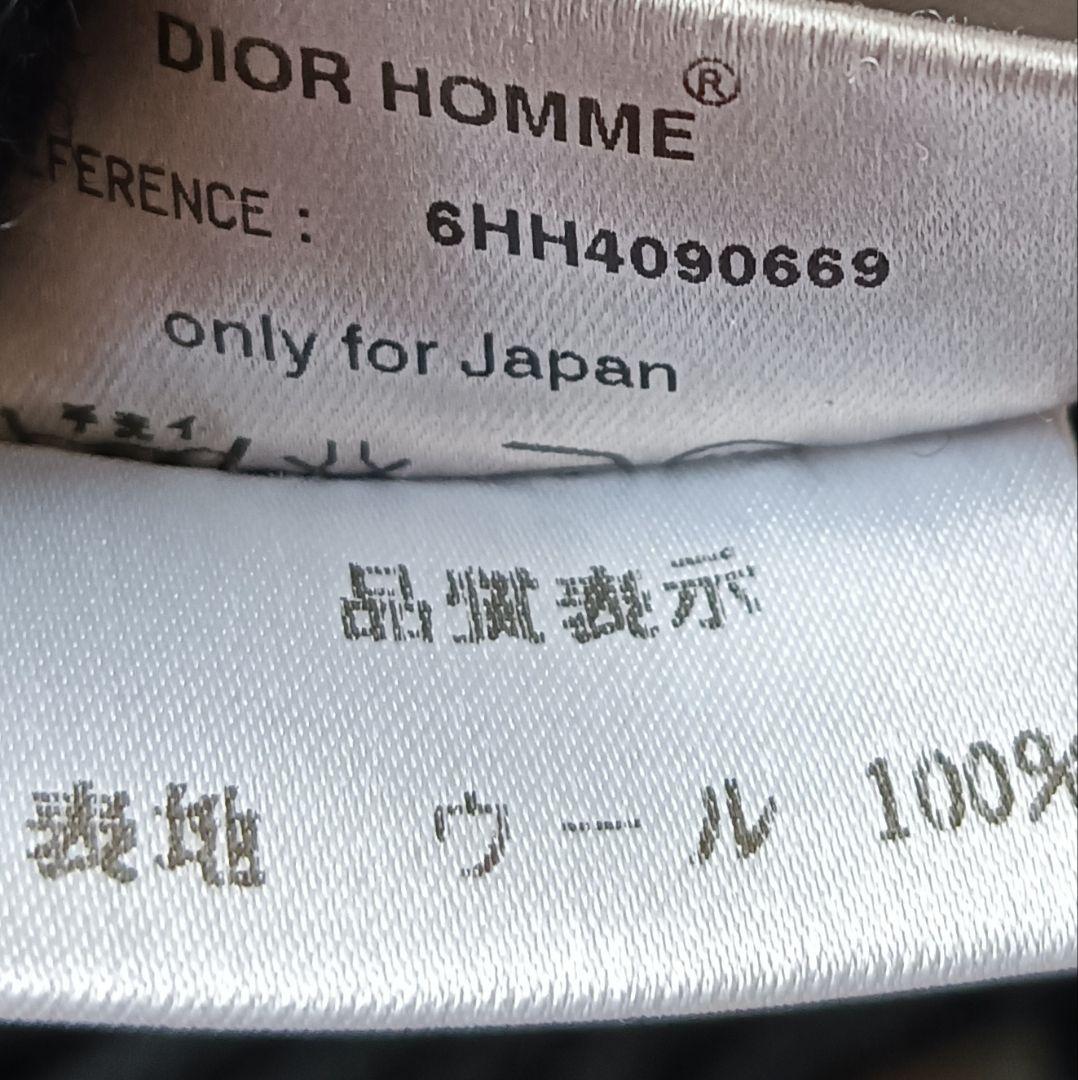 DIOR HOMME®
FERENCE : 6HH4090669
only for Japan
品質表示
表地 ウール 100%